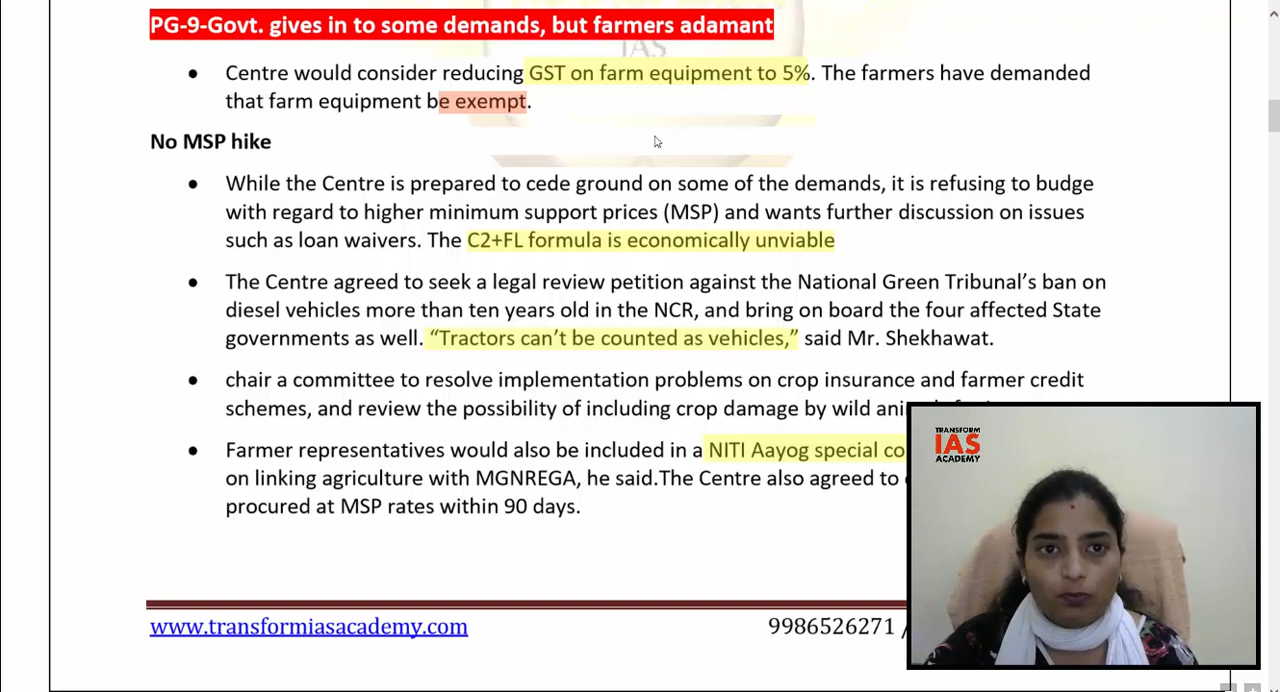 PG-9-Govt. gives in to some demands, but farmers adamant
IAS
• Centre would consider reducing GST on farm equipment to 5%. The farmers have demanded
that farm equipment be exempt.
No MSP hike
• While the Centre is prepared to cede ground on some of the demands, it is refusing to budge
with regard to higher minimum support prices (MSP) and wants further discussion on issues
such as loan waivers. The C2+FL formula is economically unviable
• The Centre agreed to seek a legal review petition against the National Green Tribunal’s ban on
diesel vehicles more than ten years old in the NCR, and bring on board the four affected State
governments as well. “Tractors can’t be counted as vehicles,” said Mr. Shekhawat.
• chair a committee to resolve implementation problems on crop insurance and farmer credit
schemes, and review the possibility of including crop damage by wild
• Farmer representatives would also be included in a NITI Aayog special
on linking agriculture with MGNREGA, he said.The Centre also agreed to
procured at MSP rates within 90 days.
TRANSFORM
IAS
ACADEMY
www.transformiasacademy.com
9986526271 /